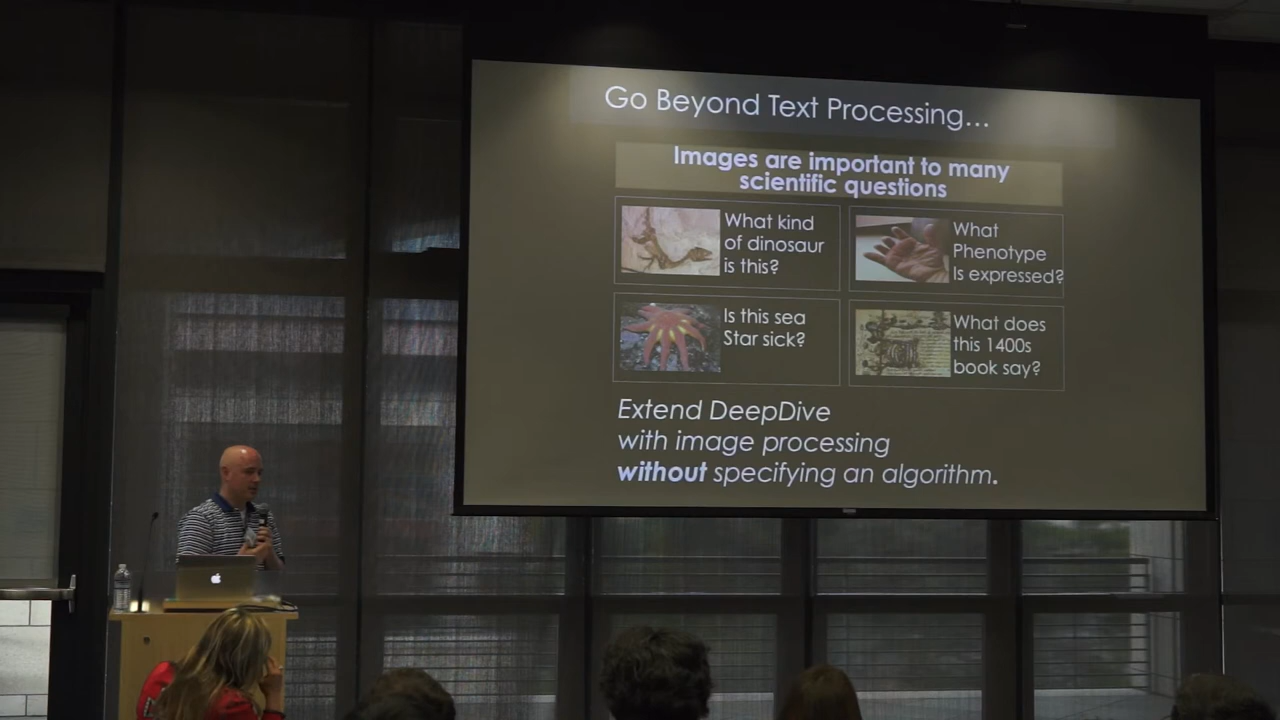 Go Beyond Text Processing...
Images are important to many
scientific questions
What kind
of dinosaur
is this?
What
Phenotype
Is expressed?
Is this sea
Star sick?
What does
this 1400s
book say?
Extend DeepDive
with image processing
without specifying an algorithm.